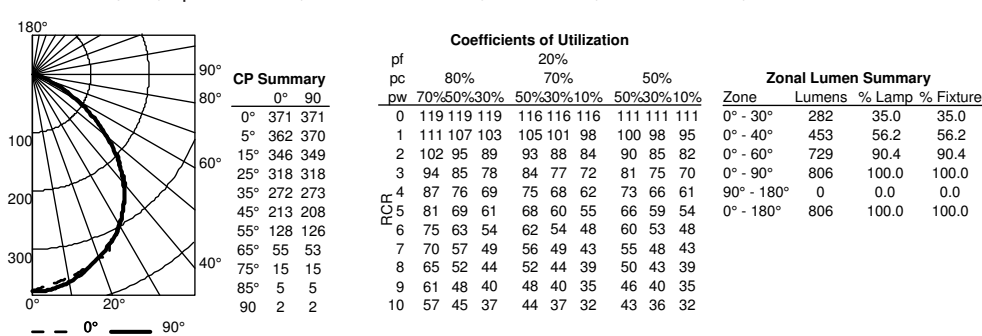 180°
90°
80°
60°
40°
100
200
300
0°
20°
0°
90°
CP Summary
0° 90
0° 371 371
5° 362 370
15° 346 349
25° 318 318
35° 272 273
45° 213 208
55° 128 126
65° 55 53
75° 15 15
85° 5 5
90 2 2
Coefficients of Utilization
pf 20%
pc 80% 70% 50%
pw 70%50%30% 50%30%10% 50%30%10%
RCR
0 119 119 119 116 116 116 111 111 111
1 111 107 103 105 101 98 100 98 95
2 102 95 89 93 88 84 90 85 82
3 94 85 78 84 77 72 81 75 70
4 87 76 69 75 68 62 73 66 61
5 81 69 61 68 60 55 66 59 54
6 75 63 54 62 54 48 60 53 48
7 70 57 49 56 49 43 55 48 43
8 65 52 44 52 44 39 50 43 39
9 61 48 40 48 40 35 46 40 35
10 57 45 37 44 37 32 43 36 32
Zonal Lumen Summary
Zone Lumens % Lamp % Fixture
0° - 30° 282 35.0 35.0
0° - 40° 453 56.2 56.2
0° - 60° 729 90.4 90.4
0° - 90° 806 100.0 100.0
90° - 180° 0 0.0 0.0
0° - 180° 806 100.0 100.0